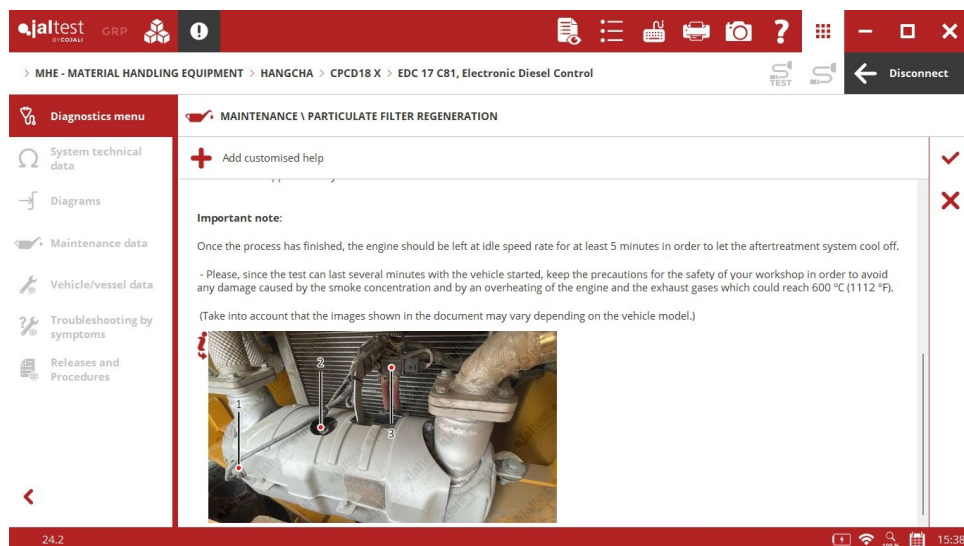 jaltest GRP
BY COJALI
> MHE - MATERIAL HANDLING EQUIPMENT > HANGCHA > CPCD18 X > EDC 17 C81, Electronic Diesel Control
TEST
Disconnect
Diagnostics menu
MAINTENANCE \ PARTICULATE FILTER REGENERATION
System technical
data
Add customised help
Diagrams
Maintenance data
Vehicle/vessel data
Troubleshooting by
symptoms
Releases and
Procedures
Important note:
Once the process has finished, the engine should be left at idle speed rate for at least 5 minutes in order to let the aftertreatment system cool off.
- Please, since the test can last several minutes with the vehicle started, keep the precautions for the safety of your workshop in order to avoid
any damage caused by the smoke concentration and by an overheating of the engine and the exhaust gases which could reach 600 °C (1112 °F).
(Take into account that the images shown in the document may vary depending on the vehicle model.)
2
1
3
24.2
100 %
15:38